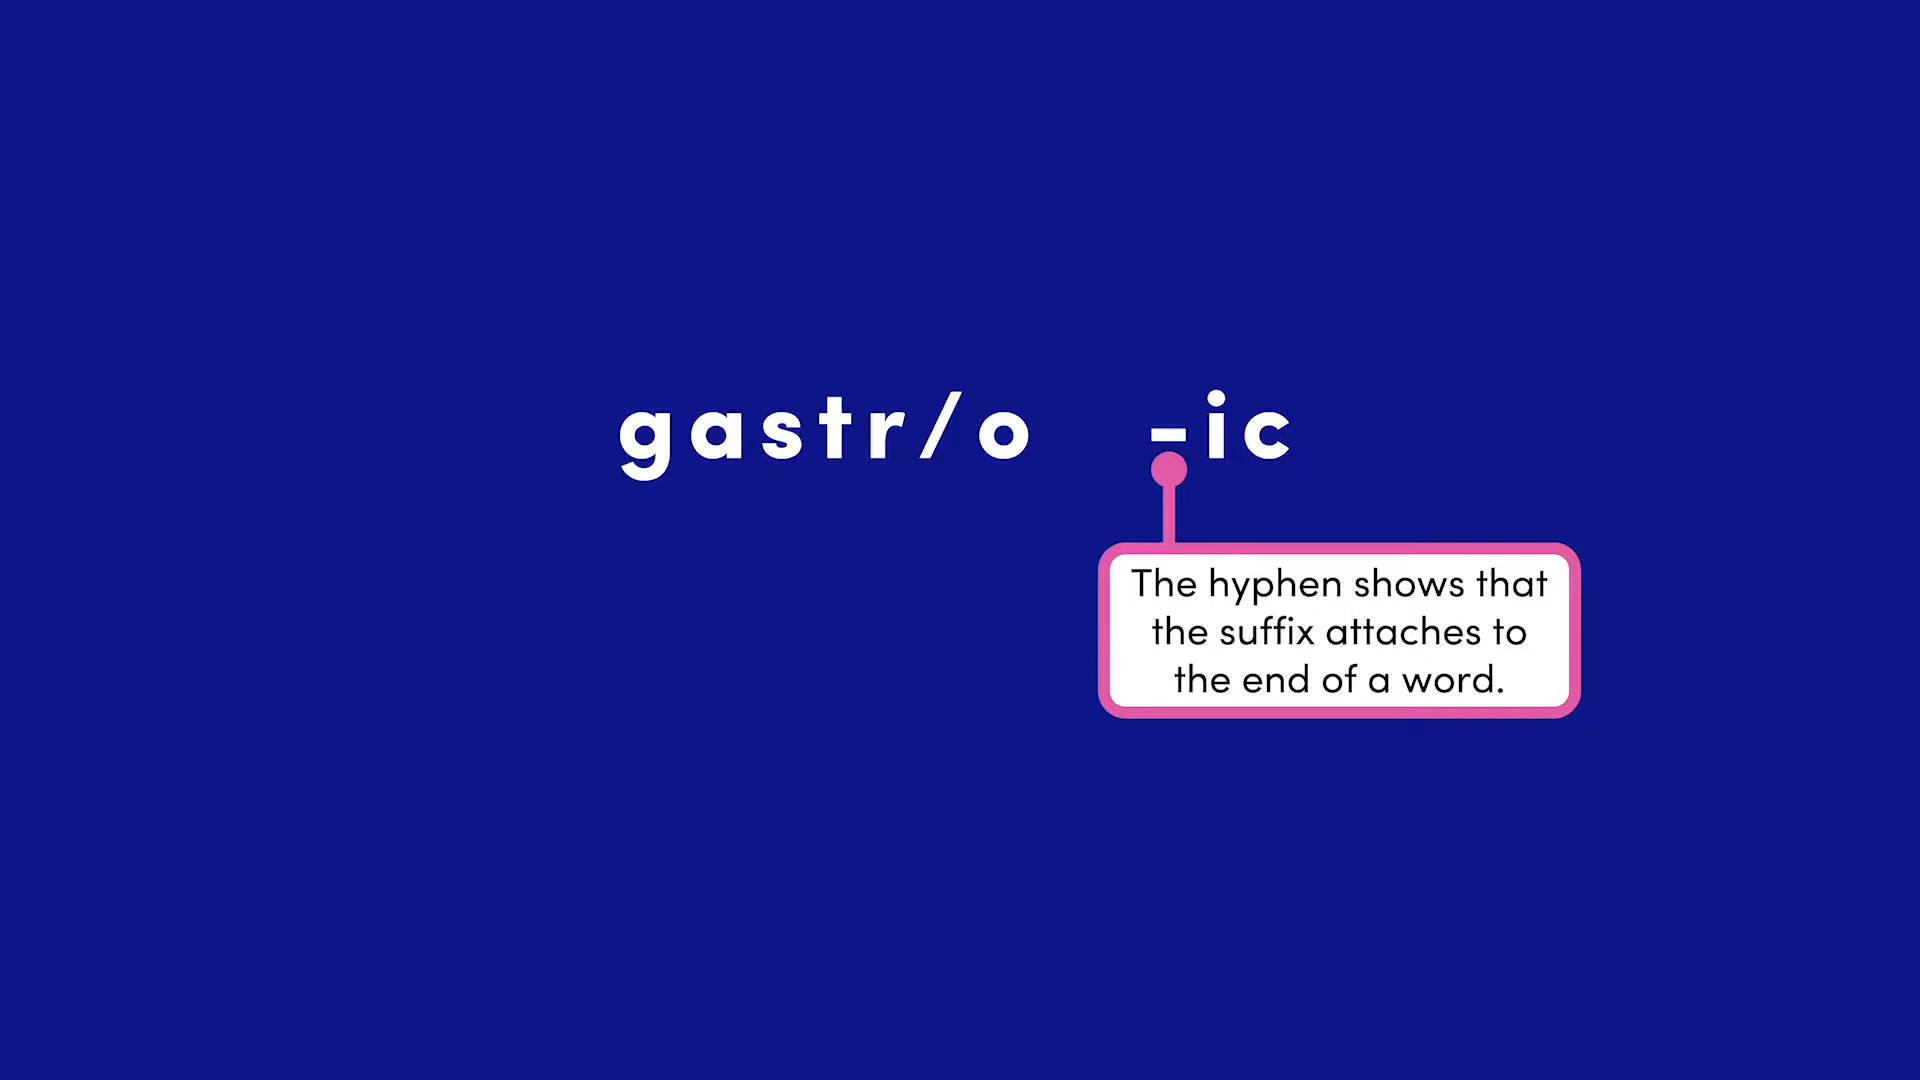 gastr/o -ic
The hyphen shows that
the suffix attaches to
the end of a word.